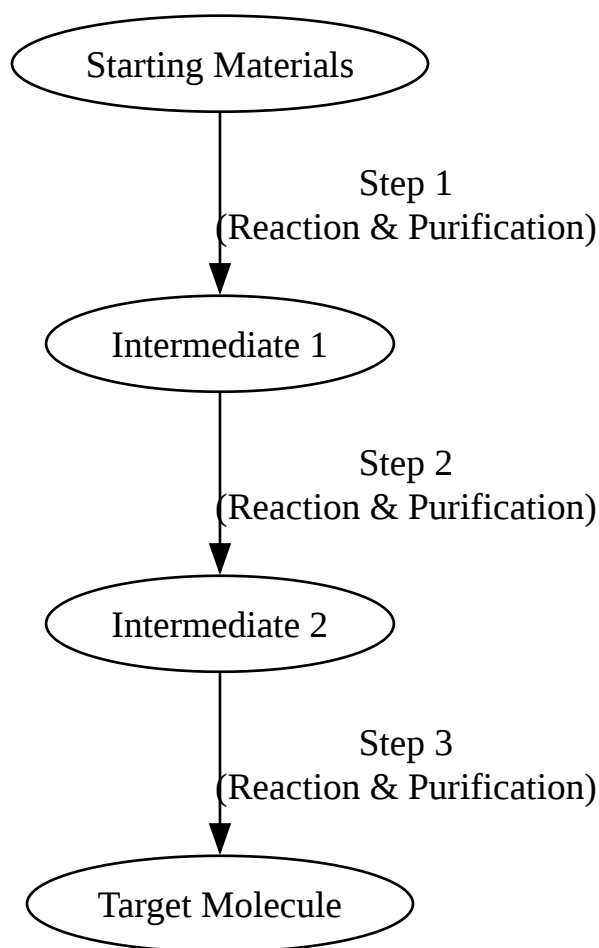 Starting Materials
Step 1
(Reaction & Purification)
Intermediate 1
Step 2
(Reaction & Purification)
Intermediate 2
Step 3
(Reaction & Purification)
Target Molecule